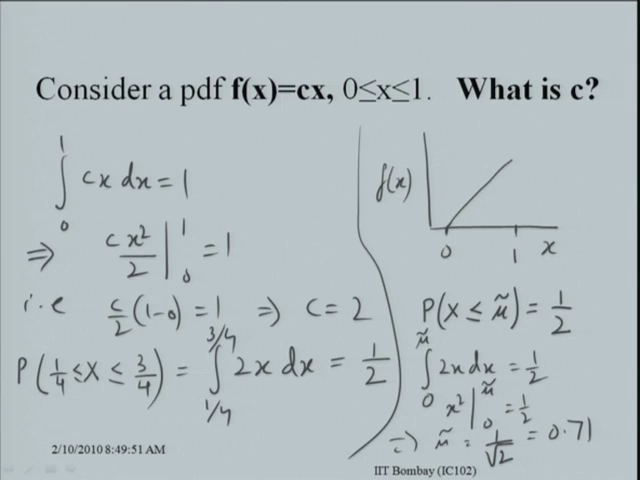 Consider a pdf f(x)=cx, 0≤x≤1. What is c?
∫₀¹ cx dx = 1
⇒ cx²/2 |₀¹ = 1
i.e c/2 (1-0) = 1 ⇒ c = 2
P(1/4 ≤ X ≤ 3/4) = ∫_{1/4}^{3/4} 2x dx = 1/2
f(x)
0 1 x
P(X ≤ μ̃) = 1/2
∫₀^μ̃ 2x dx = 1/2
x² |₀^μ̃ = 1/2
⇒ μ̃ = 1/√2 = 0.71
2/10/2010 8:49:51 AM
IIT Bombay (IC102)